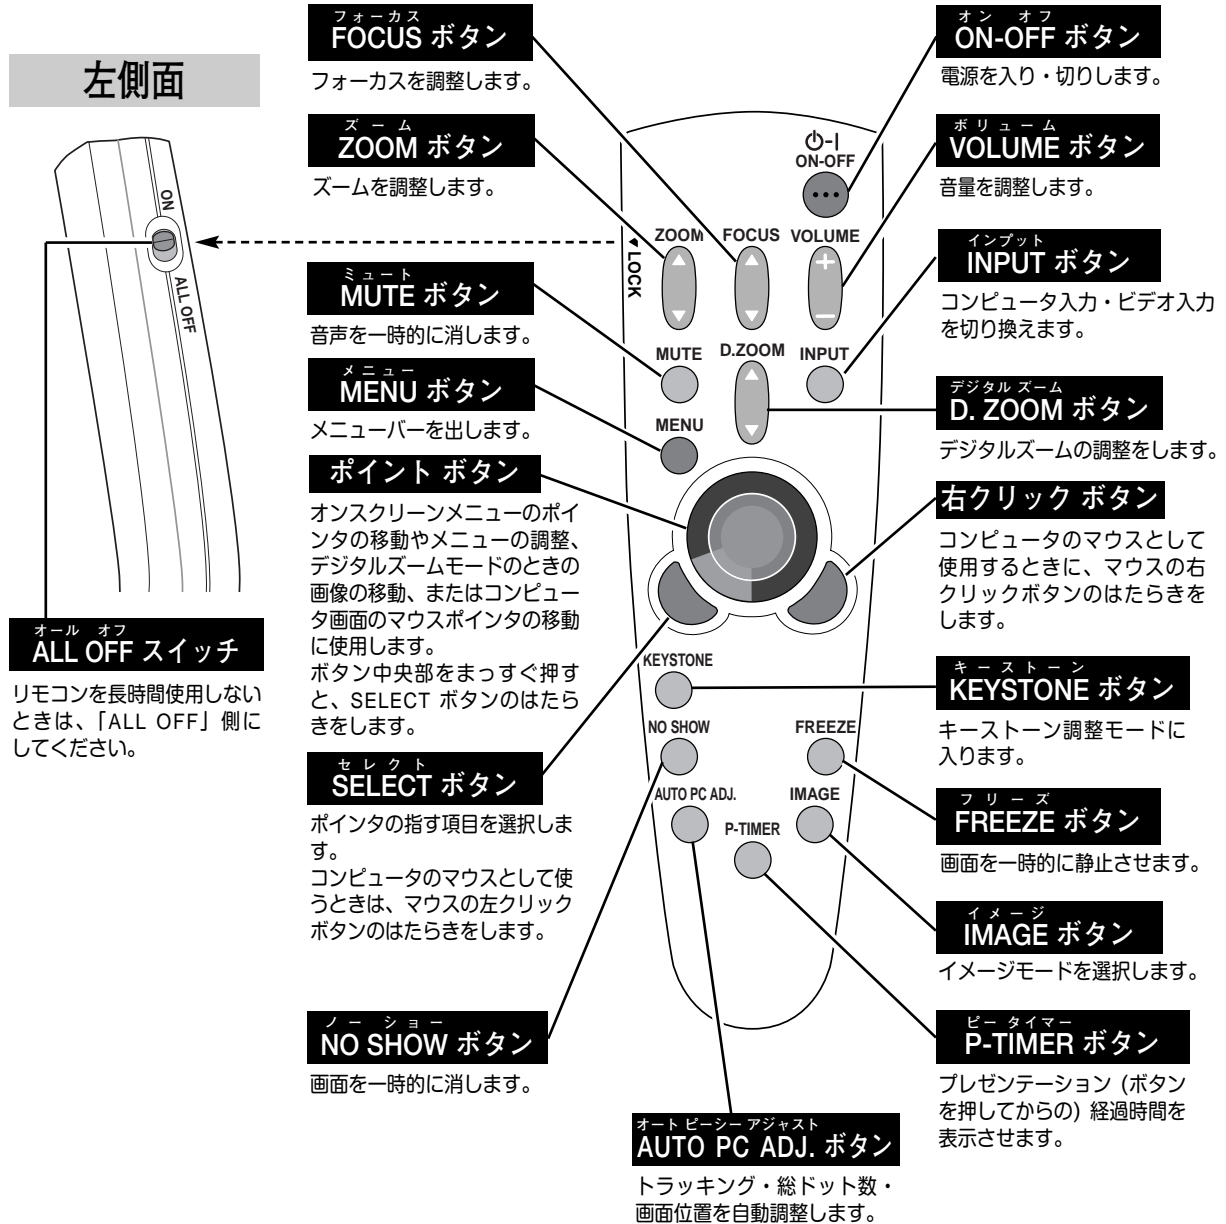 左側面
ON
ALL OFF
オール オフ
ALL OFF スイッチ
リモコンを長時間使用しない
ときは、「ALL OFF」側に
してください。
フォーカス
FOCUS ボタン
フォーカスを調整します。
ズーム
ZOOM ボタン
ズームを調整します。
ミュート
MUTE ボタン
音声を一時的に消します。
メニュー
MENU ボタン
メニューバーを出します。
ポイント ボタン
オンスクリーンメニューのポイ
ンタの移動やメニューの調整、
デジタルズームモードのときの
画像の移動、またはコンピュー
タ画面のマウスポインタの移動
に使用します。
ボタン中央部をまっすぐ押す
と、SELECT ボタンのはたら
きをします。
セレクト
SELECT ボタン
ポインタの指す項目を選択しま
す。
コンピュータのマウスとして使
うときは、マウスの左クリック
ボタンのはたらきをします。
ノー ショー
NO SHOW ボタン
画面を一時的に消します。
ON-OFF
ZOOM
FOCUS
VOLUME
LOCK
MUTE
D.ZOOM
INPUT
MENU
KEYSTONE
NO SHOW
FREEZE
AUTO PC ADJ.
IMAGE
P-TIMER
オート ピーシー アジャスト
AUTO PC ADJ. ボタン
トラッキング・総ドット数・
画面位置を自動調整します。
オン オフ
ON-OFF ボタン
電源を入り・切りします。
ボリューム
VOLUME ボタン
音量を調整します。
インプット
INPUT ボタン
コンピュータ入力・ビデオ入力
を切り換えます。
デジタル ズーム
D. ZOOM ボタン
デジタルズームの調整をします。
右クリック ボタン
コンピュータのマウスとして
使用するときに、マウスの右
クリックボタンのはたらきを
します。
キーストーン
KEYSTONE ボタン
キーストーン調整モードに
入ります。
フリーズ
FREEZE ボタン
画面を一時的に静止させます。
イメージ
IMAGE ボタン
イメージモードを選択します。
ピー タイマー
P-TIMER ボタン
プレゼンテーション (ボタン
を押してからの) 経過時間を
表示させます。